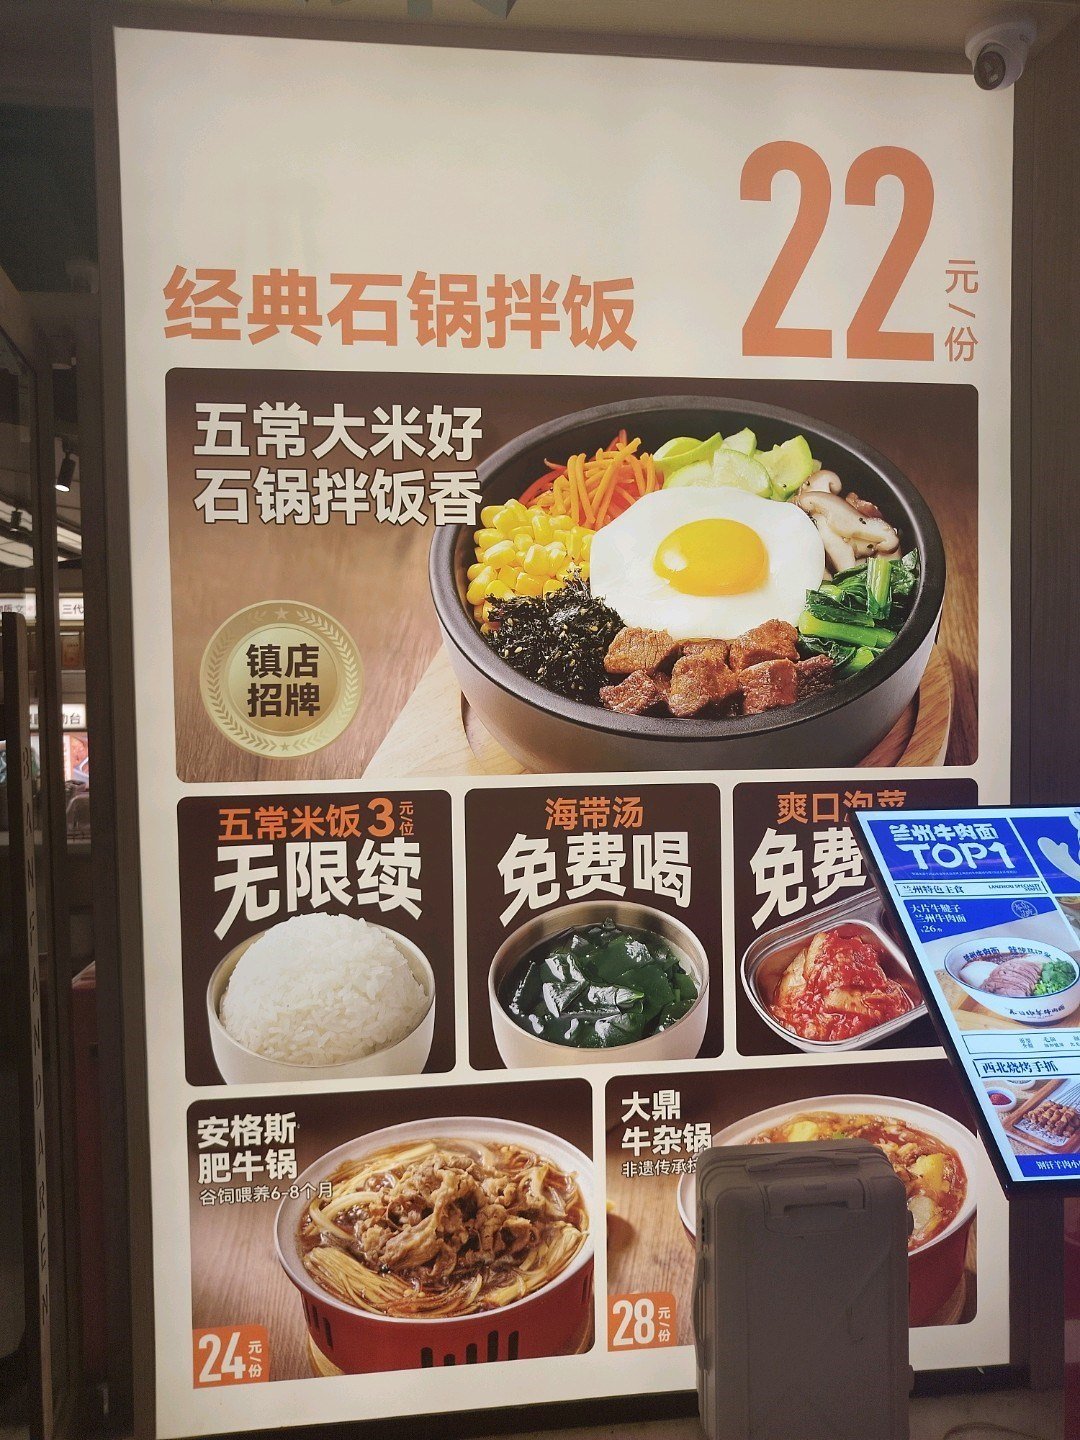 22
元/份
经典石锅拌饭
五常大米好
石锅拌饭香
镇店
招牌
五常米饭3元/位
无限续
海带汤
免费喝
爽口泡菜
免费
安格斯
肥牛锅
谷饲喂养6-8个月
24元/份
大鼎
牛杂锅
非遗传承
28元/份
兰州牛肉面
TOP1
兰州特色主食
大片牛腱子
兰州牛肉面
¥26
西北烧烤手抓
三代
BANFANDAREN